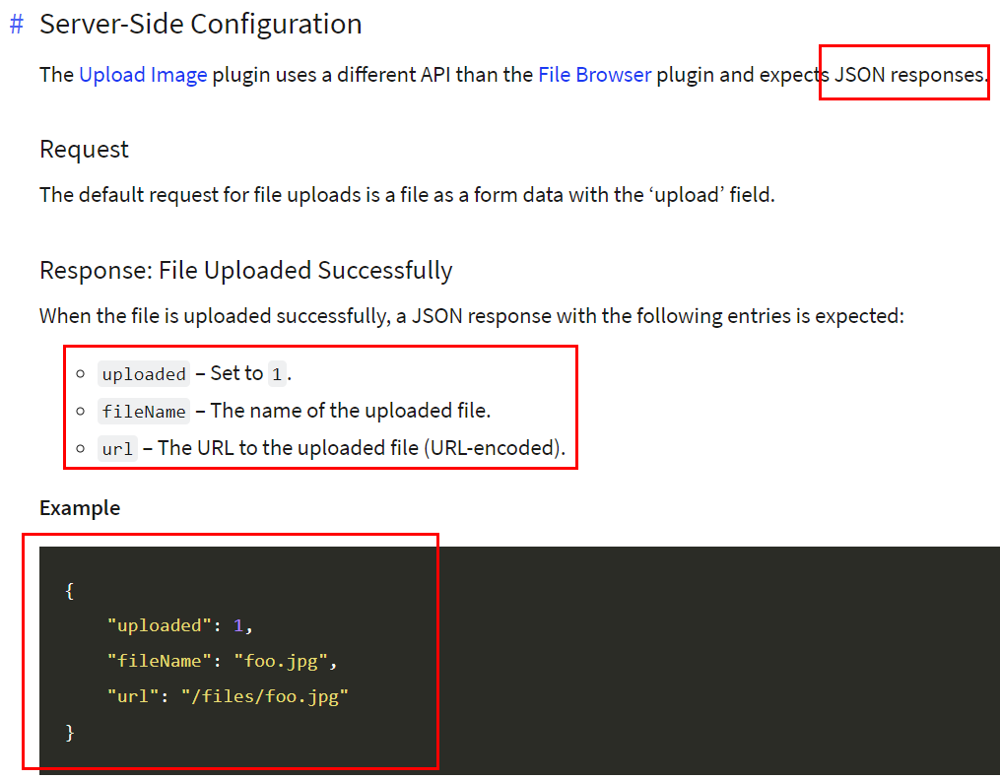 # Server-Side Configuration
The Upload Image plugin uses a different API than the File Browser plugin and expects JSON responses.
Request
The default request for file uploads is a file as a form data with the ‘upload’ field.
Response: File Uploaded Successfully
When the file is uploaded successfully, a JSON response with the following entries is expected:
uploaded – Set to 1.
fileName – The name of the uploaded file.
url – The URL to the uploaded file (URL-encoded).
Example
{
"uploaded": 1,
"fileName": "foo.jpg",
"url": "/files/foo.jpg"
}